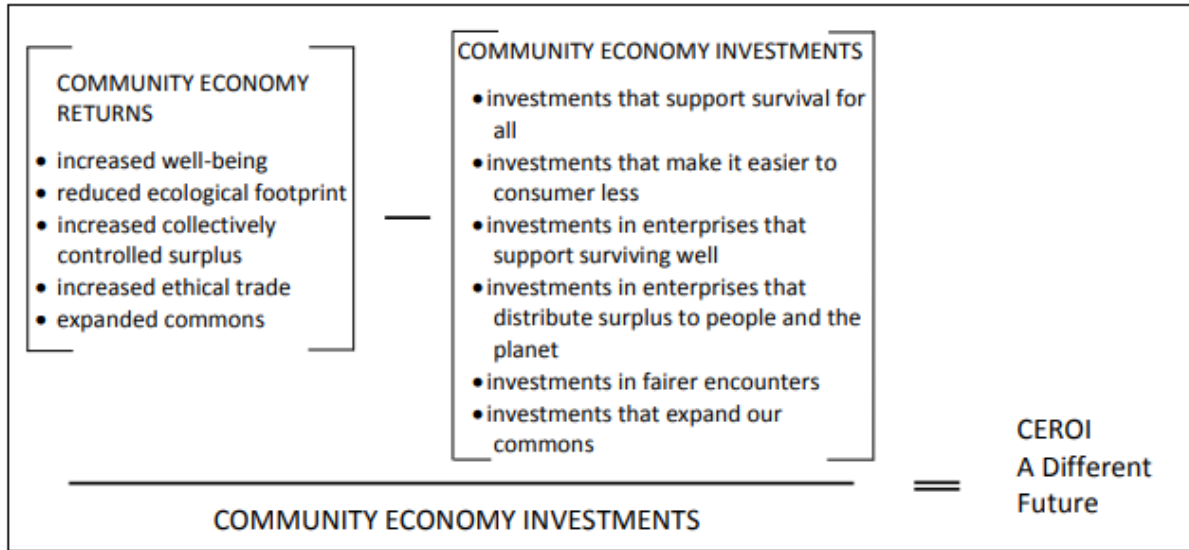 COMMUNITY ECONOMY
RETURNS
• increased well-being
• reduced ecological footprint
• increased collectively
controlled surplus
• increased ethical trade
• expanded commons
—
COMMUNITY ECONOMY INVESTMENTS
• investments that support survival for
all
• investments that make it easier to
consumer less
• investments in enterprises that
support surviving well
• investments in enterprises that
distribute surplus to people and the
planet
• investments in fairer encounters
• investments that expand our
commons
COMMUNITY ECONOMY INVESTMENTS
=
CEROI
A Different
Future